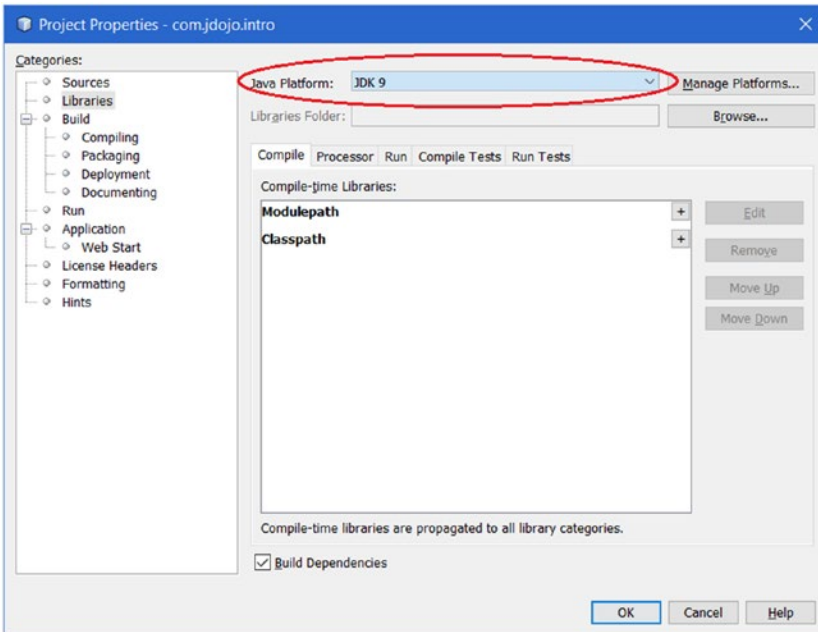 Project Properties - com.jdojo.intro
Categories:
Sources
Libraries
Build
Compiling
Packaging
Deployment
Documenting
Run
Application
Web Start
License Headers
Formatting
Hints
Java Platform: JDK 9 Manage Platforms...
Libraries Folder: Browse...
Compile Processor Run Compile Tests Run Tests
Compile-time Libraries:
Modulepath +
Classpath +
Edit
Remove
Move Up
Move Down
Compile-time libraries are propagated to all library categories.
Build Dependencies
OK Cancel Help